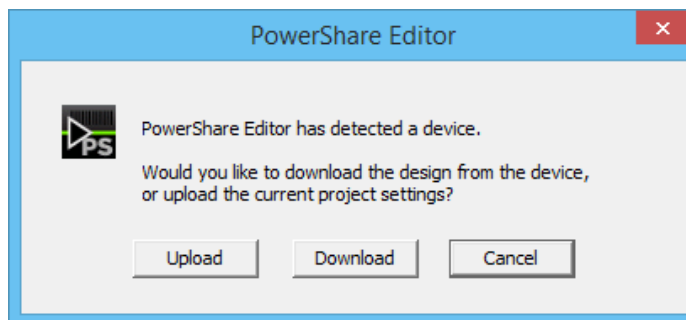 PowerShare Editor
PS
PowerShare Editor has detected a device.
Would you like to download the design from the device,
or upload the current project settings?
Upload Download Cancel